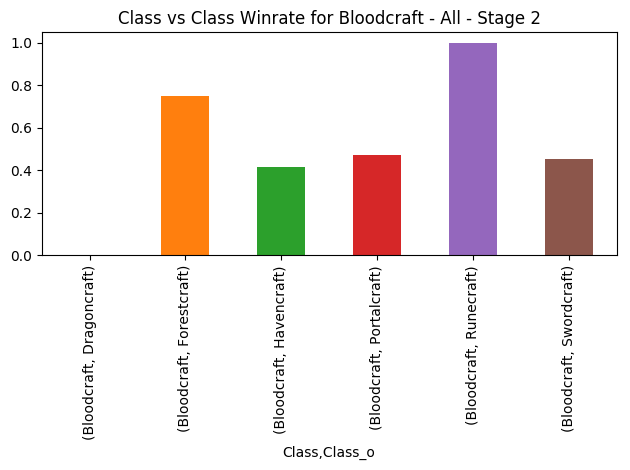 Class vs Class Winrate for Bloodcraft - All - Stage 2
1.0
0.8
0.6
0.4
0.2
0.0
(Bloodcraft, Dragoncraft)
(Bloodcraft, Forestcraft)
(Bloodcraft, Havencraft)
(Bloodcraft, Portalcraft)
(Bloodcraft, Runecraft)
(Bloodcraft, Swordcraft)
Class,Class_o